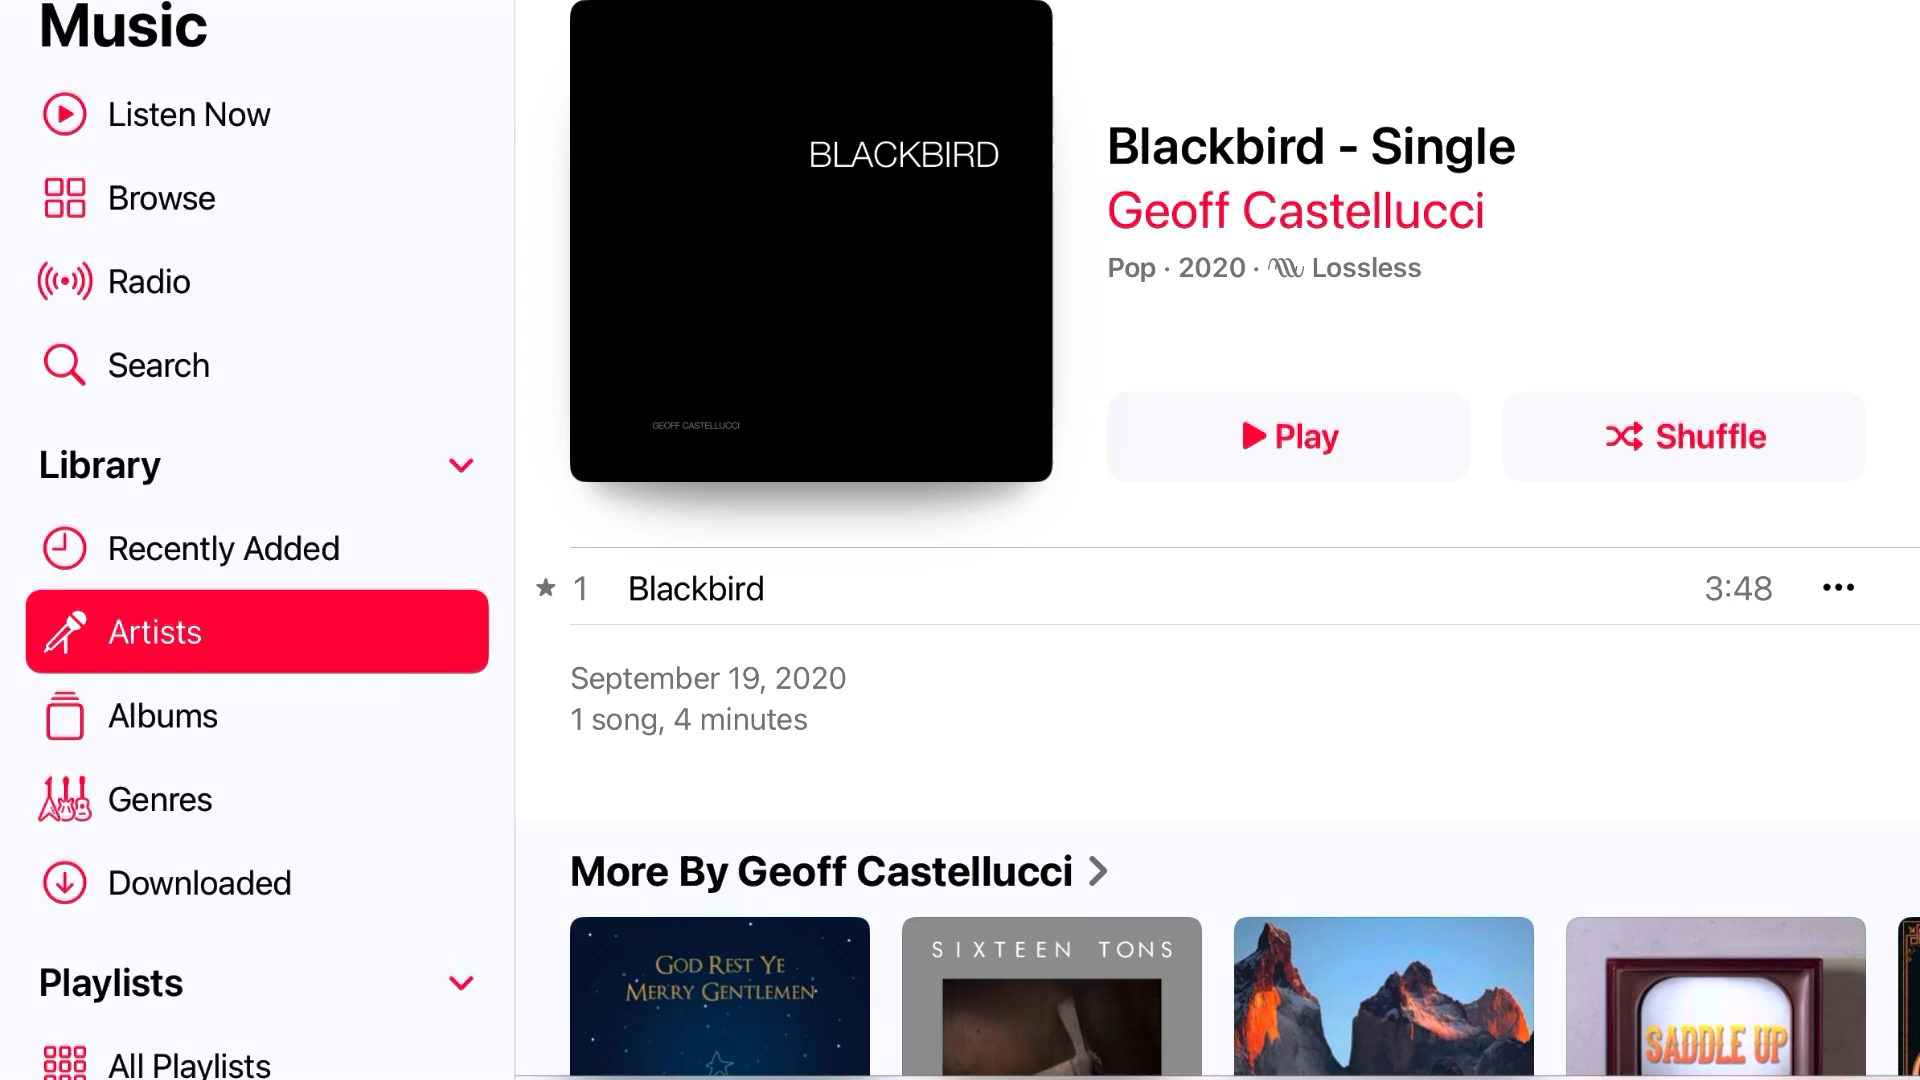 Music
Listen Now
Browse
Radio
Search
Library
Recently Added
Artists
Albums
Genres
Downloaded
Playlists
All Playlists
BLACKBIRD
GEOFF CASTELLUCCI
Blackbird - Single
Geoff Castellucci
Pop · 2020 · Lossless
Play
Shuffle
1 Blackbird 3:48
September 19, 2020
1 song, 4 minutes
More By Geoff Castellucci
GOD REST YE
MERRY GENTLEMEN
SIXTEEN TONS
SADDLE UP